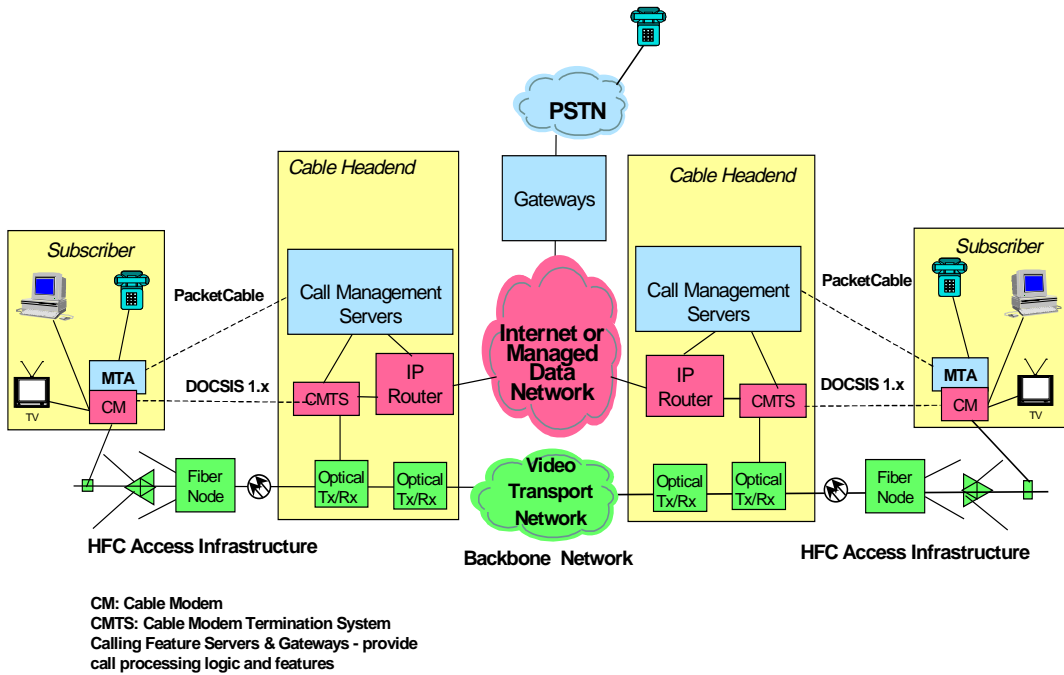 PSTN
Cable Headend
Gateways
Cable Headend
Subscriber
Subscriber
PacketCable
Call Management
Servers
Internet or
Managed
Data
Network
Call Management
Servers
PacketCable
MTA
CM
TV
DOCSIS 1.x
CMTS
IP
Router
IP
Router
CMTS
DOCSIS 1.x
MTA
CM
TV
Fiber
Node
Optical
Tx/Rx
Optical
Tx/Rx
Video
Transport
Network
Optical
Tx/Rx
Optical
Tx/Rx
Fiber
Node
HFC Access Infrastructure
Backbone Network
HFC Access Infrastructure
CM: Cable Modem
CMTS: Cable Modem Termination System
Calling Feature Servers & Gateways - provide
call processing logic and features